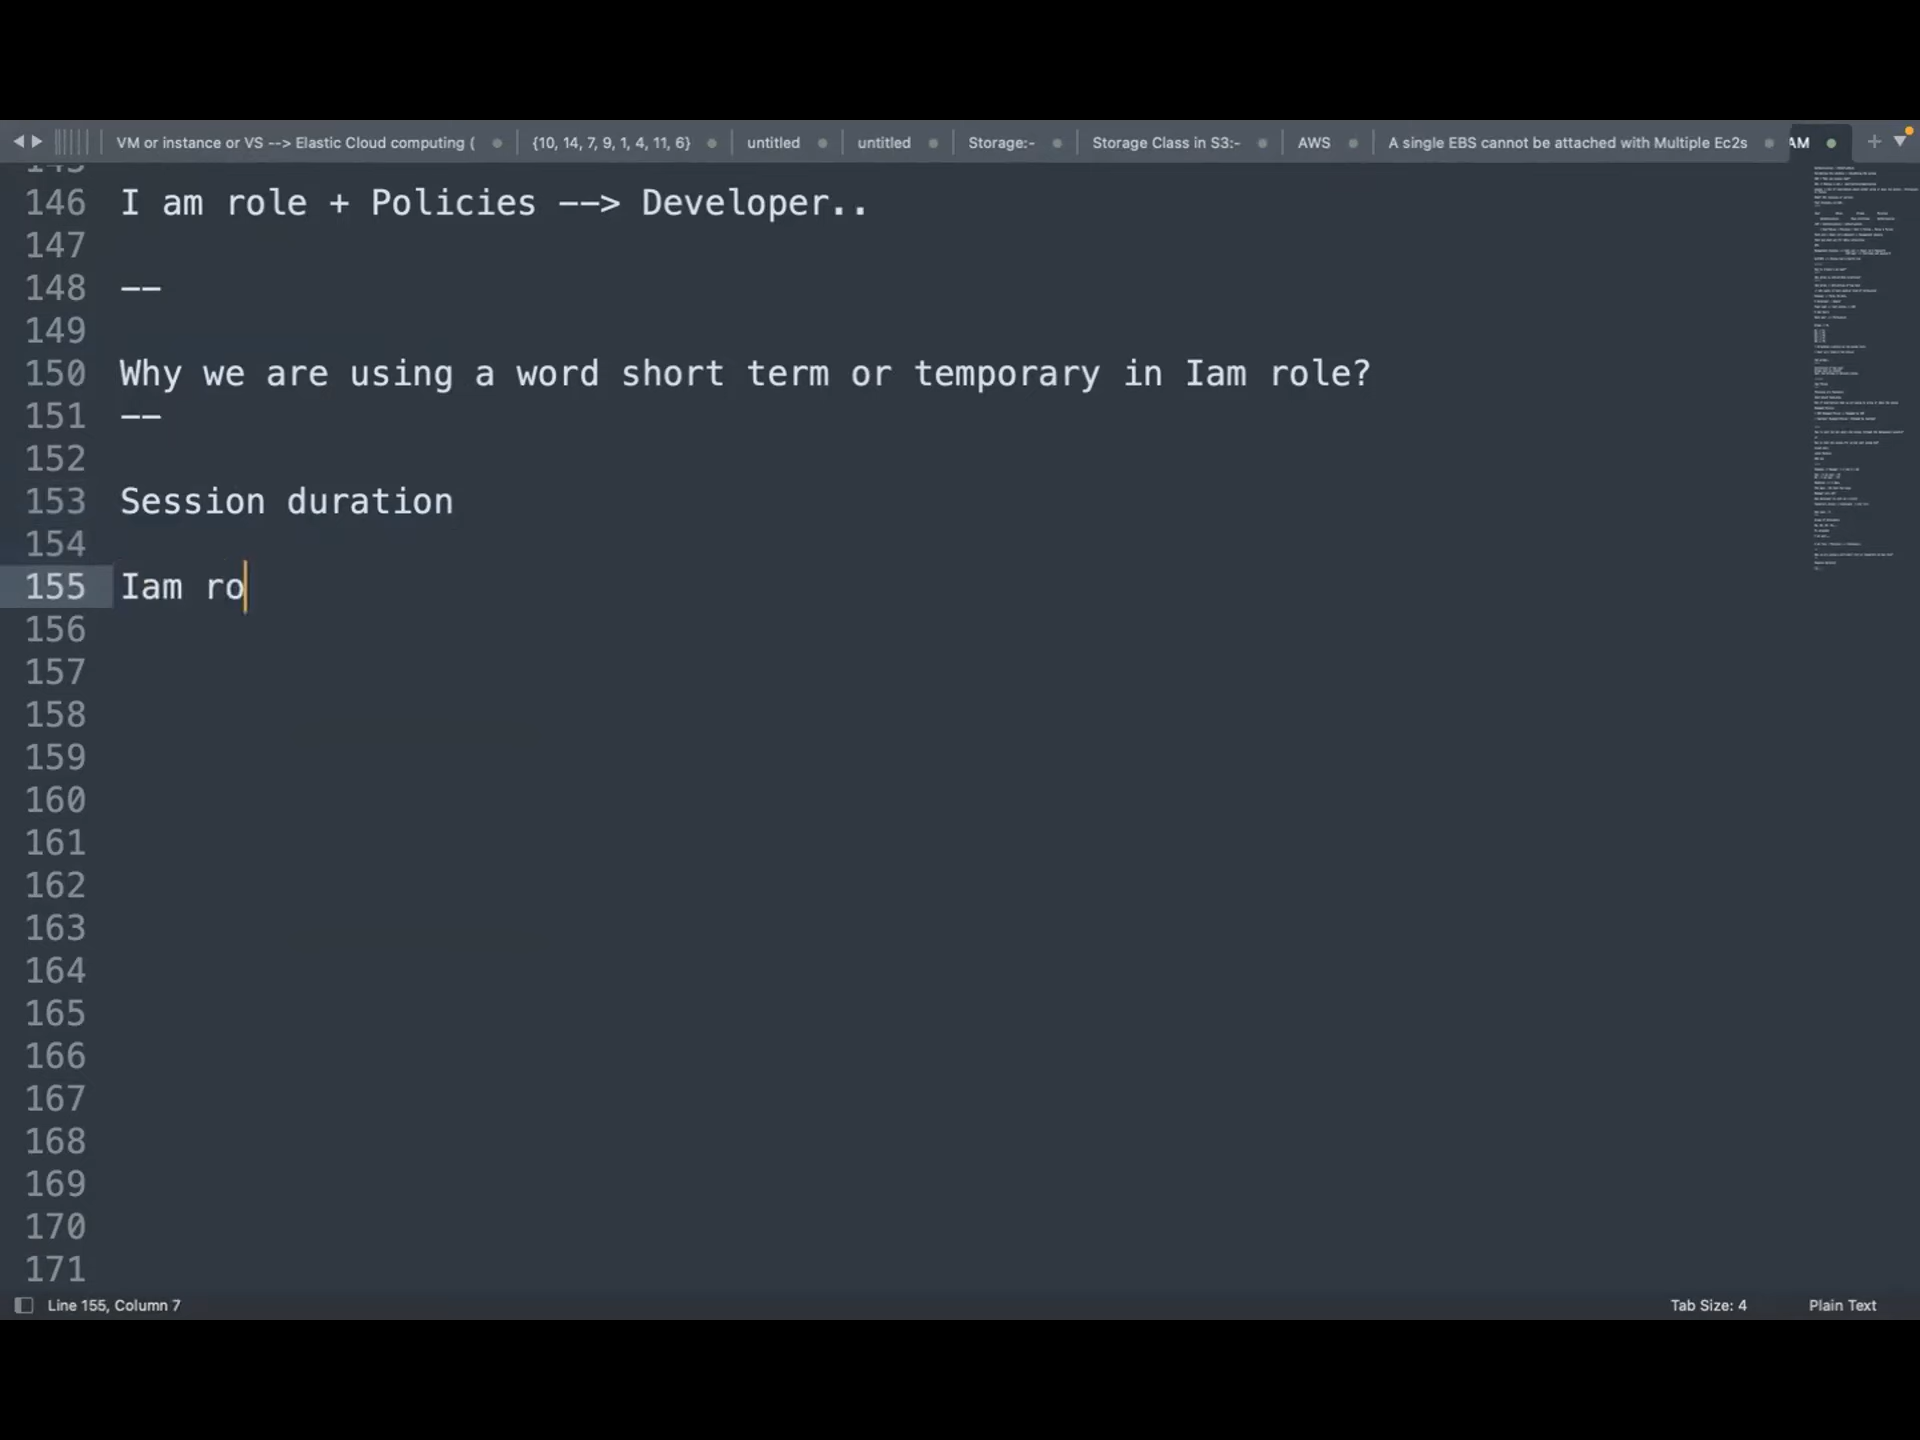 VM or instance or VS --> Elastic Cloud computing (
{10, 14, 7, 9, 1, 4, 11, 6}
untitled
untitled
Storage:-
Storage Class in S3:-
AWS
A single EBS cannot be attached with Multiple Ec2s
AM
146 I am role + Policies --> Developer..
147
148 --
149
150 Why we are using a word short term or temporary in Iam role?
151 --
152
153 Session duration
154
155 Iam ro
156
157
158
159
160
161
162
163
164
165
166
167
168
169
170
171
Line 155, Column 7
Tab Size: 4
Plain Text